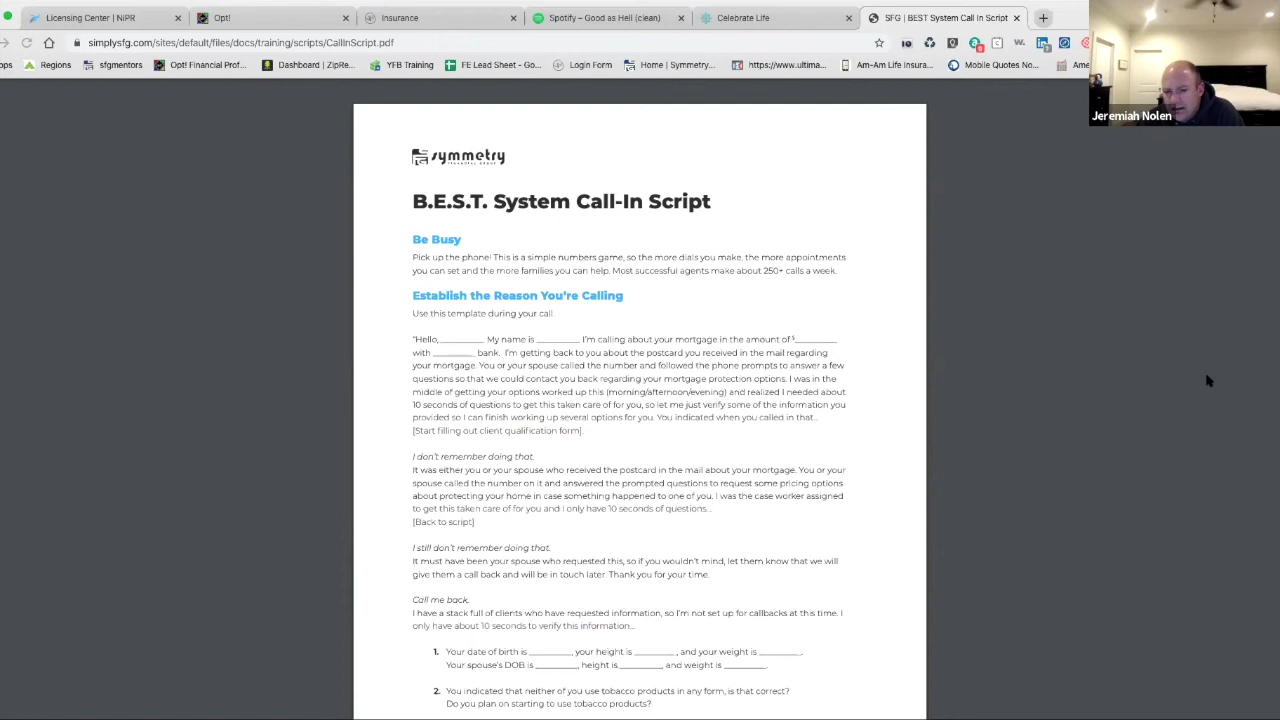 Licensing Center | NIPR
Opt!
Insurance
Spotify – Good as Hell (clean)
Celebrate Life
SFG | BEST System Call In Script
simplysfg.com/sites/default/files/docs/training/scripts/CallInScript.pdf
ops
Regions
sfgmentors
Opt! Financial Prof...
Dashboard | ZipRe...
YFB Training
FE Lead Sheet - Go...
Login Form
Home | Symmetry...
https://www.ultima...
Am-Am Life Insura...
Mobile Quotes No...
Ame
Jeremiah Nolen
symmetry
FINANCIAL GROUP
B.E.S.T. System Call-In Script
Be Busy
Pick up the phone! This is a simple numbers game, so the more dials you make, the more appointments
you can set and the more families you can help. Most successful agents make about 250+ calls a week.
Establish the Reason You're Calling
Use this template during your call.
"Hello, _________. My name is _________. I'm calling about your mortgage in the amount of $_________
with _________ bank. I'm getting back to you about the postcard you received in the mail regarding
your mortgage. You or your spouse called the number and followed the phone prompts to answer a few
questions so that we could contact you back regarding your mortgage protection options. I was in the
middle of getting your options worked up this (morning/afternoon/evening) and realized I needed about
10 seconds of questions to get this taken care of for you, so let me just verify some of the information you
provided so I can finish working up several options for you. You indicated when you called in that...
[Start filling out client qualification form].
I don't remember doing that.
It was either you or your spouse who received the postcard in the mail about your mortgage. You or your
spouse called the number on it and answered the prompted questions to request some pricing options
about protecting your home in case something happened to one of you. I was the case worker assigned
to get this taken care of for you and I only have 10 seconds of questions...
[Back to script]
I still don't remember doing that.
It must have been your spouse who requested this, so if you wouldn't mind, let them know that we will
give them a call back and will be in touch later. Thank you for your time.
Call me back.
I have a stack full of clients who have requested information, so I'm not set up for callbacks at this time. I
only have about 10 seconds to verify this information...
1. Your date of birth is _________, your height is _________, and your weight is _________.
Your spouse's DOB is _________, height is _________, and weight is _________.
2. You indicated that neither of you use tobacco products in any form, is that correct?
Do you plan on starting to use tobacco products?